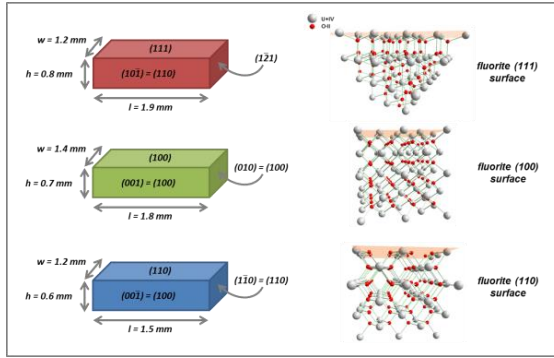 w = 1.2 mm
(111)
h = 0.8 mm
(101̄) = (110)
(12̄1)
l = 1.9 mm
U+IV
O-II
fluorite (111)
surface
w = 1.4 mm
(100)
h = 0.7 mm
(001) = (100)
(010) = (100)
l = 1.8 mm
fluorite (100)
surface
w = 1.2 mm
(110)
h = 0.6 mm
(001̄) = (100)
(11̄0) = (110)
l = 1.5 mm
fluorite (110)
surface